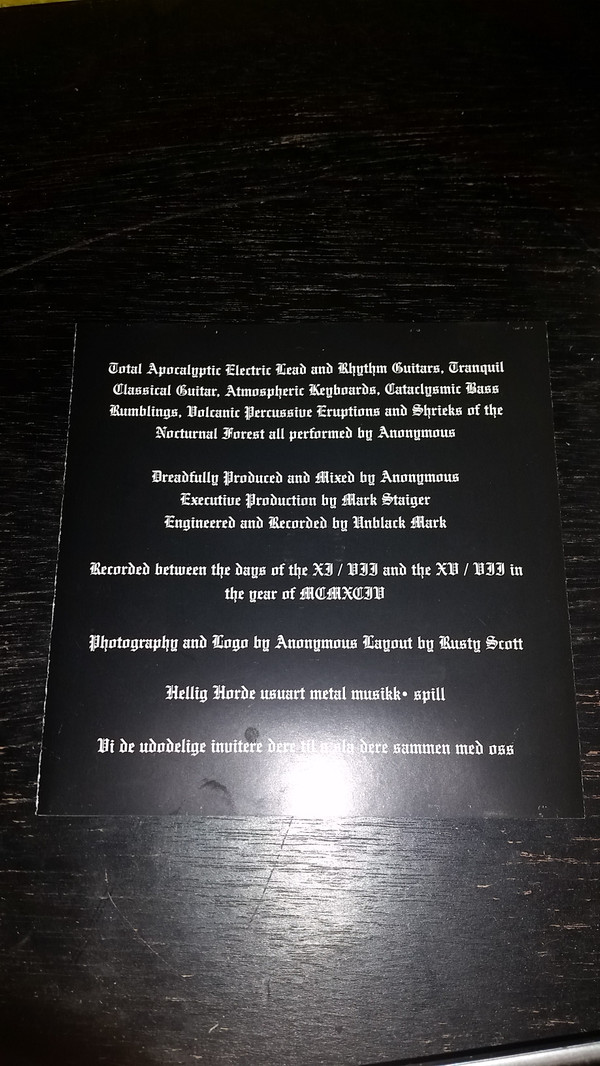 Total Apocalyptic Electric Lead and Rhythm Guitars, Tranquil
Classical Guitar, Atmospheric Keyboards, Cataclysmic Bass
Rumblings, Volcanic Percussive Eruptions and Shrieks of the
Nocturnal Forest all performed by Anonymous
Dreadfully Produced and Mixed by Anonymous
Executive Production by Mark Staiger
Engineered and Recorded by Unblack Mark
Recorded between the days of the XI / VII and the XV / VII in
the year of MCMXCIV
Photography and Logo by Anonymous Layout by Rusty Scott
Hellig Horde usuart metal musikk• spill
Vi de udodelige invitere dere til dere sammen med oss